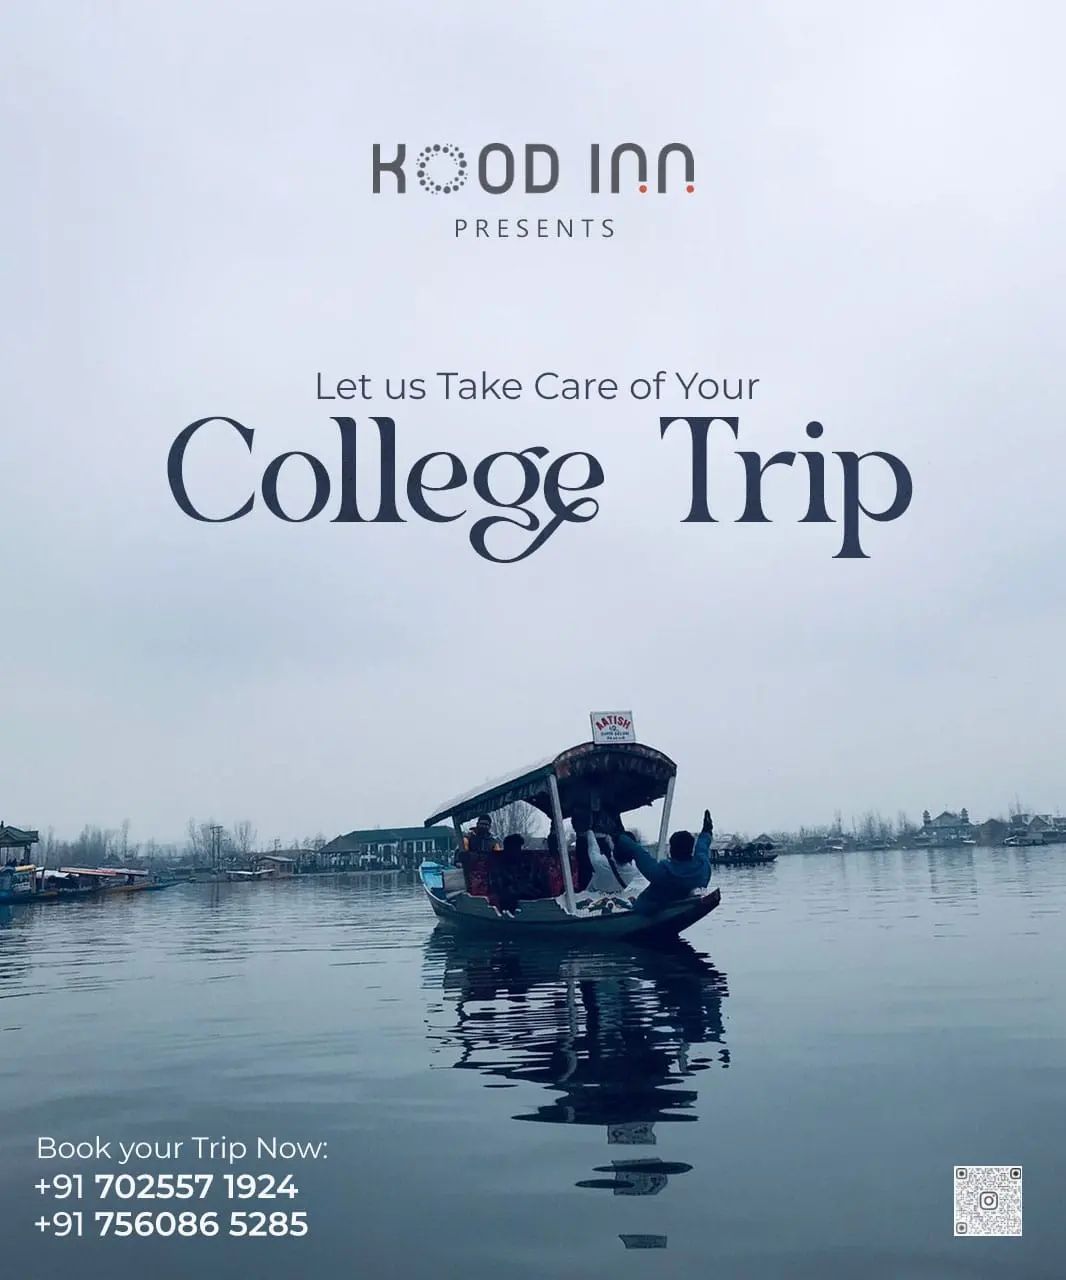 KOOD INN
PRESENTS
Let us Take Care of Your
College Trip
AATISH
Book your Trip Now:
+91 702557 1924
+91 756086 5285